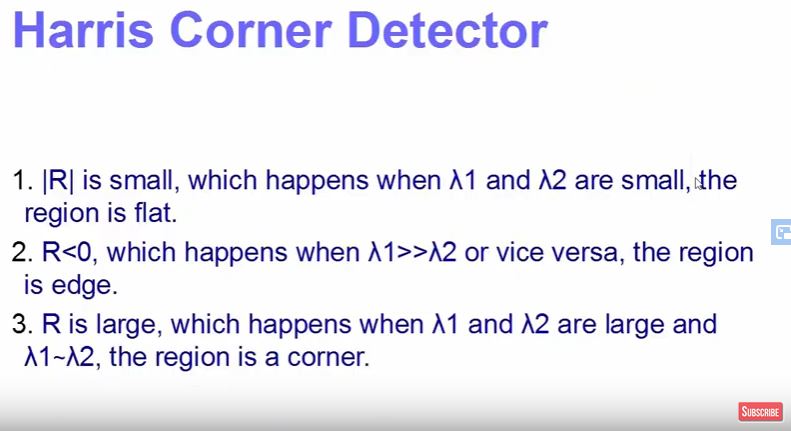 Harris Corner Detector
1. |R| is small, which happens when λ1 and λ2 are small, the
region is flat.
2. R<0, which happens when λ1>>λ2 or vice versa, the region
is edge.
3. R is large, which happens when λ1 and λ2 are large and
λ1~λ2, the region is a corner.
SUBSCRIBE